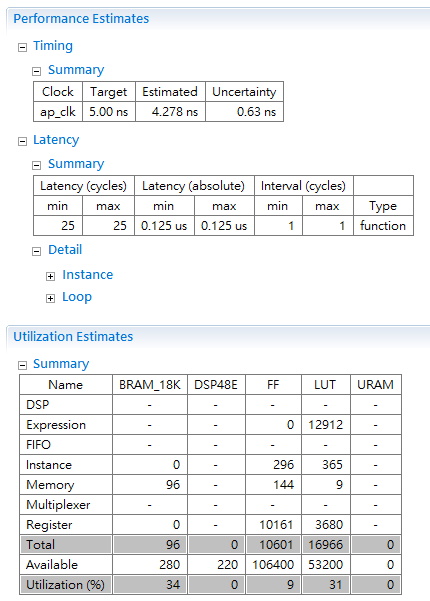 Performance Estimates
Timing
Summary
Clock Target Estimated Uncertainty
ap_clk 5.00 ns 4.278 ns 0.63 ns
Latency
Summary
Latency (cycles) Latency (absolute) Interval (cycles)
min max min max min max Type
25 25 0.125 us 0.125 us 1 1 function
Detail
Instance
Loop
Utilization Estimates
Summary
Name BRAM_18K DSP48E FF LUT URAM
DSP - - - - -
Expression - - 0 12912 -
FIFO - - - - -
Instance 0 - 296 365 -
Memory 96 - 144 9 -
Multiplexer - - - - -
Register 0 - 10161 3680 -
Total 96 0 10601 16966 0
Available 280 220 106400 53200 0
Utilization (%) 34 0 9 31 0